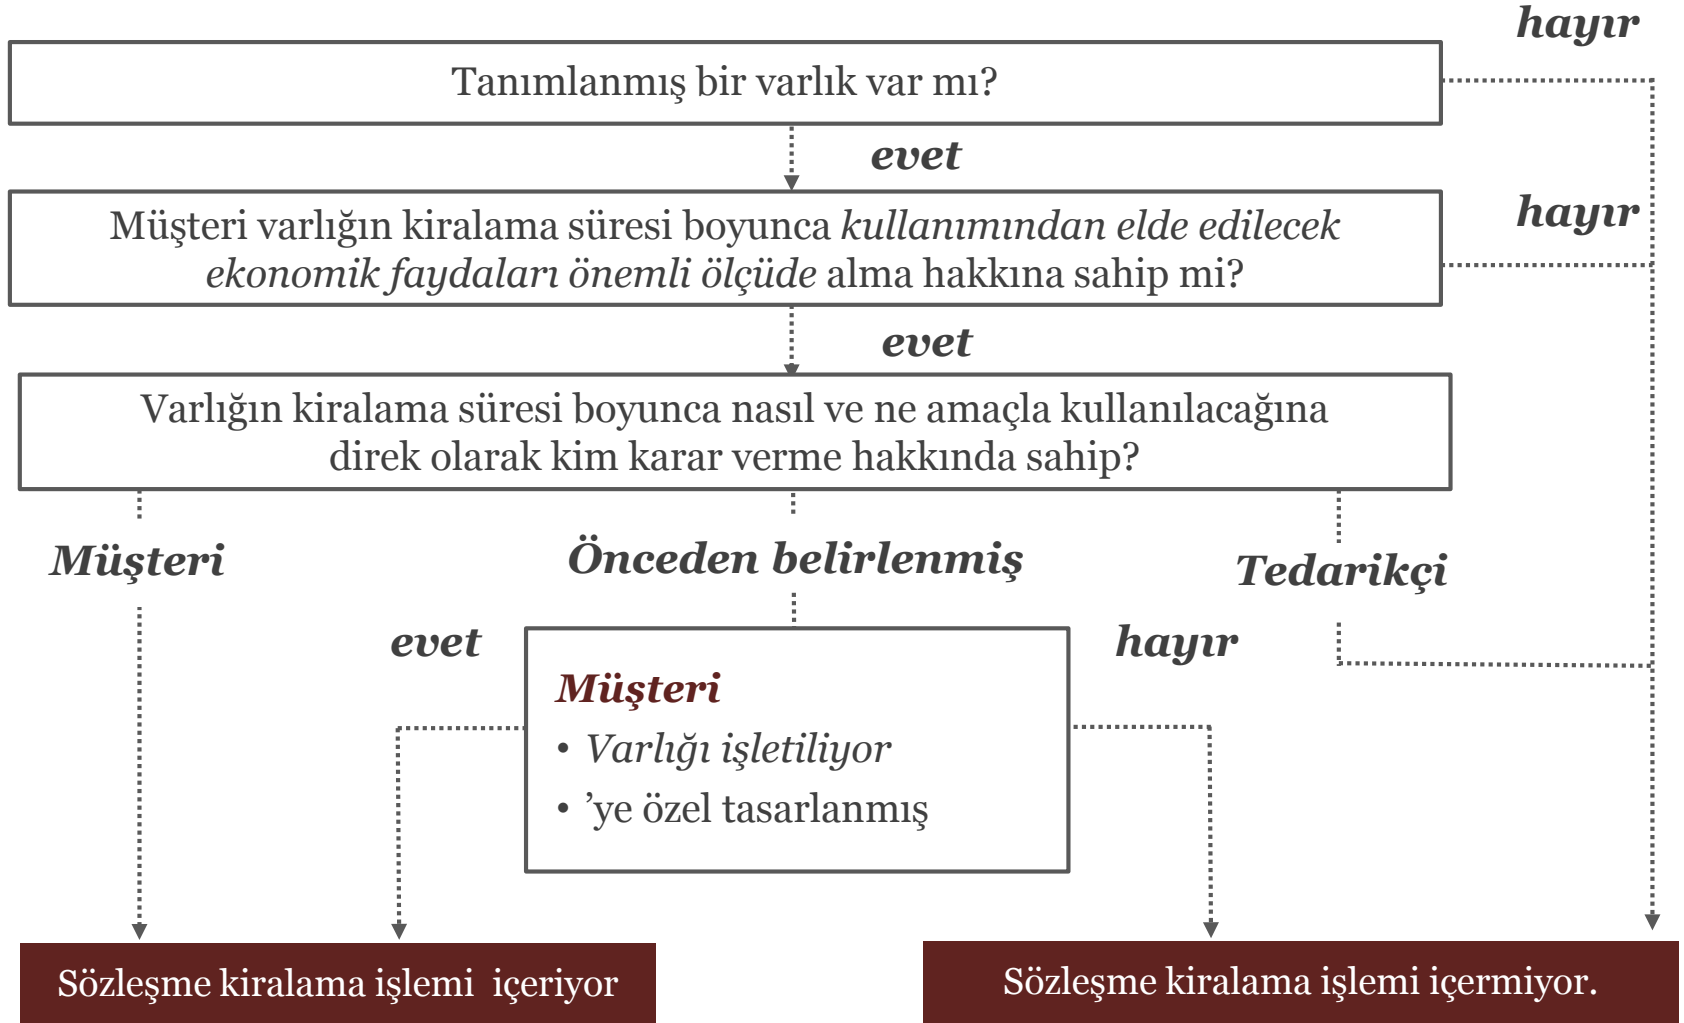 hayır
Tanımlanmış bir varlık var mı?
evet
Müşteri varlığın kiralama süresi boyunca kullanımından elde edilecek
ekonomik faydaları önemli ölçüde alma hakkına sahip mi?
hayır
evet
Varlığın kiralama süresi boyunca nasıl ve ne amaçla kullanılacağına
direk olarak kim karar verme hakkında sahip?
Müşteri
Önceden belirlenmiş
Tedarikçi
evet
hayır
Müşteri
• Varlığı işletiliyor
• ’ye özel tasarlanmış
Sözleşme kiralama işlemi içeriyor
Sözleşme kiralama işlemi içermiyor.